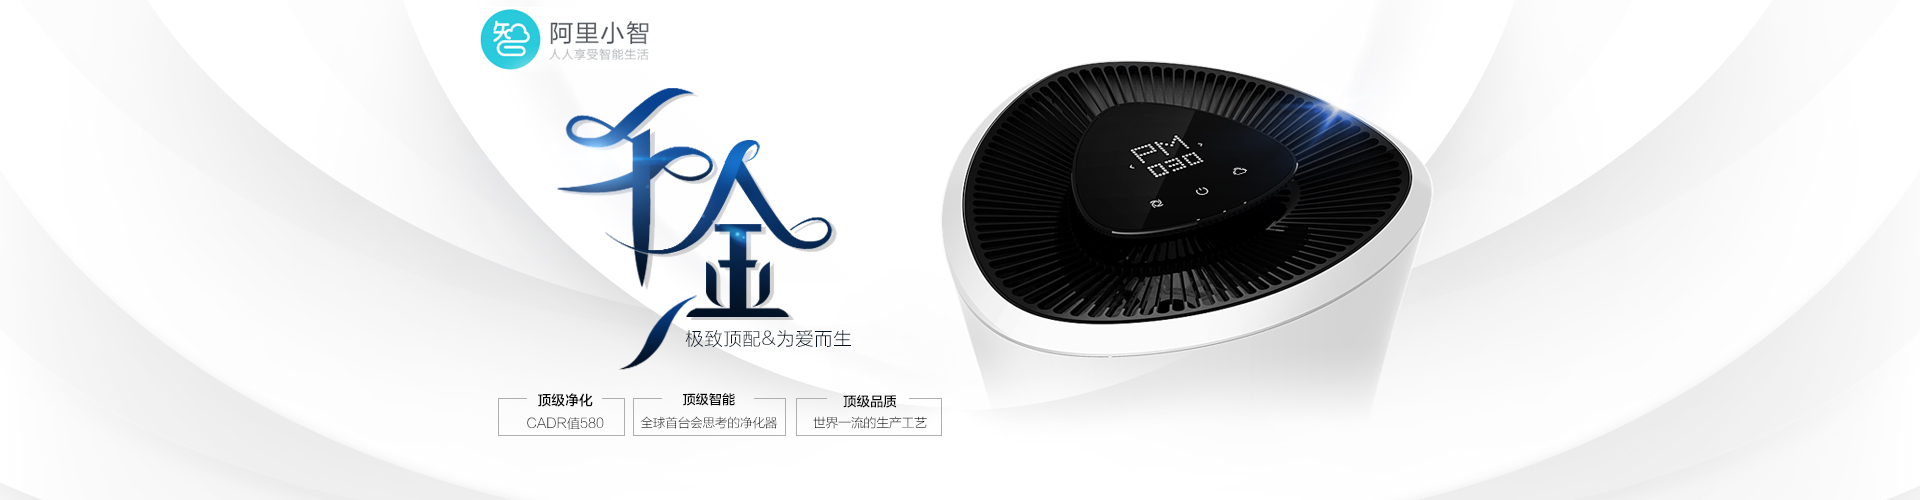 智
阿里小智
人人享受智能生活
千金
极致顶配&为爱而生
顶级净化
CADR值580
顶级智能
全球首台会思考的净化器
顶级品质
世界一流的生产工艺
PM
030